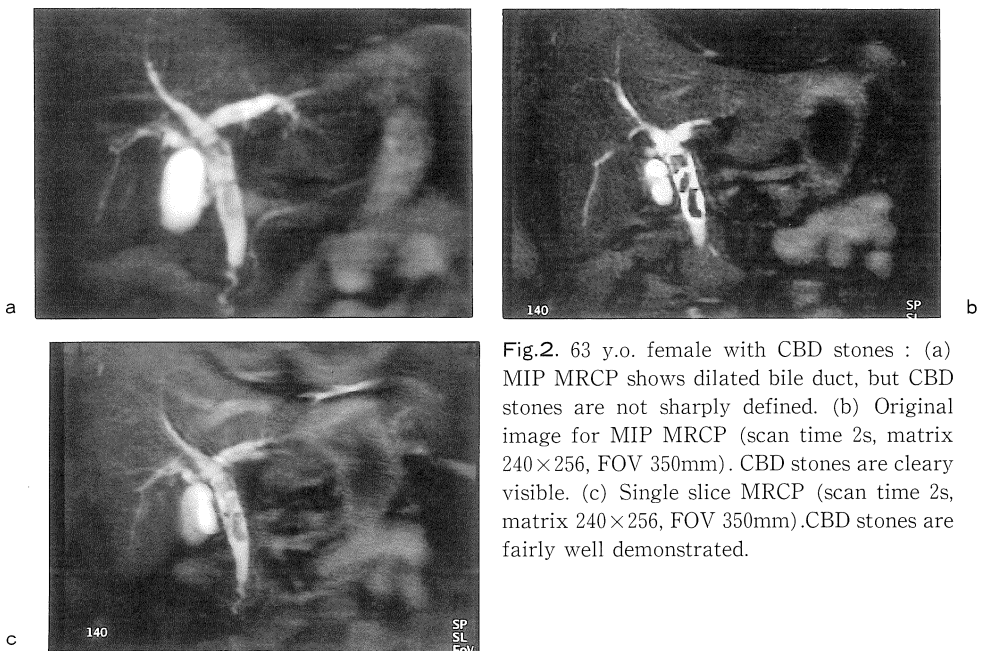 a
140
SP
SL
b
Fig.2. 63 y.o. female with CBD stones : (a)
MIP MRCP shows dilated bile duct, but CBD
stones are not sharply defined. (b) Original
image for MIP MRCP (scan time 2s, matrix
240×256, FOV 350mm). CBD stones are cleary
visible. (c) Single slice MRCP (scan time 2s,
matrix 240×256, FOV 350mm).CBD stones are
fairly well demonstrated.
c
140
SP
SL
FoV